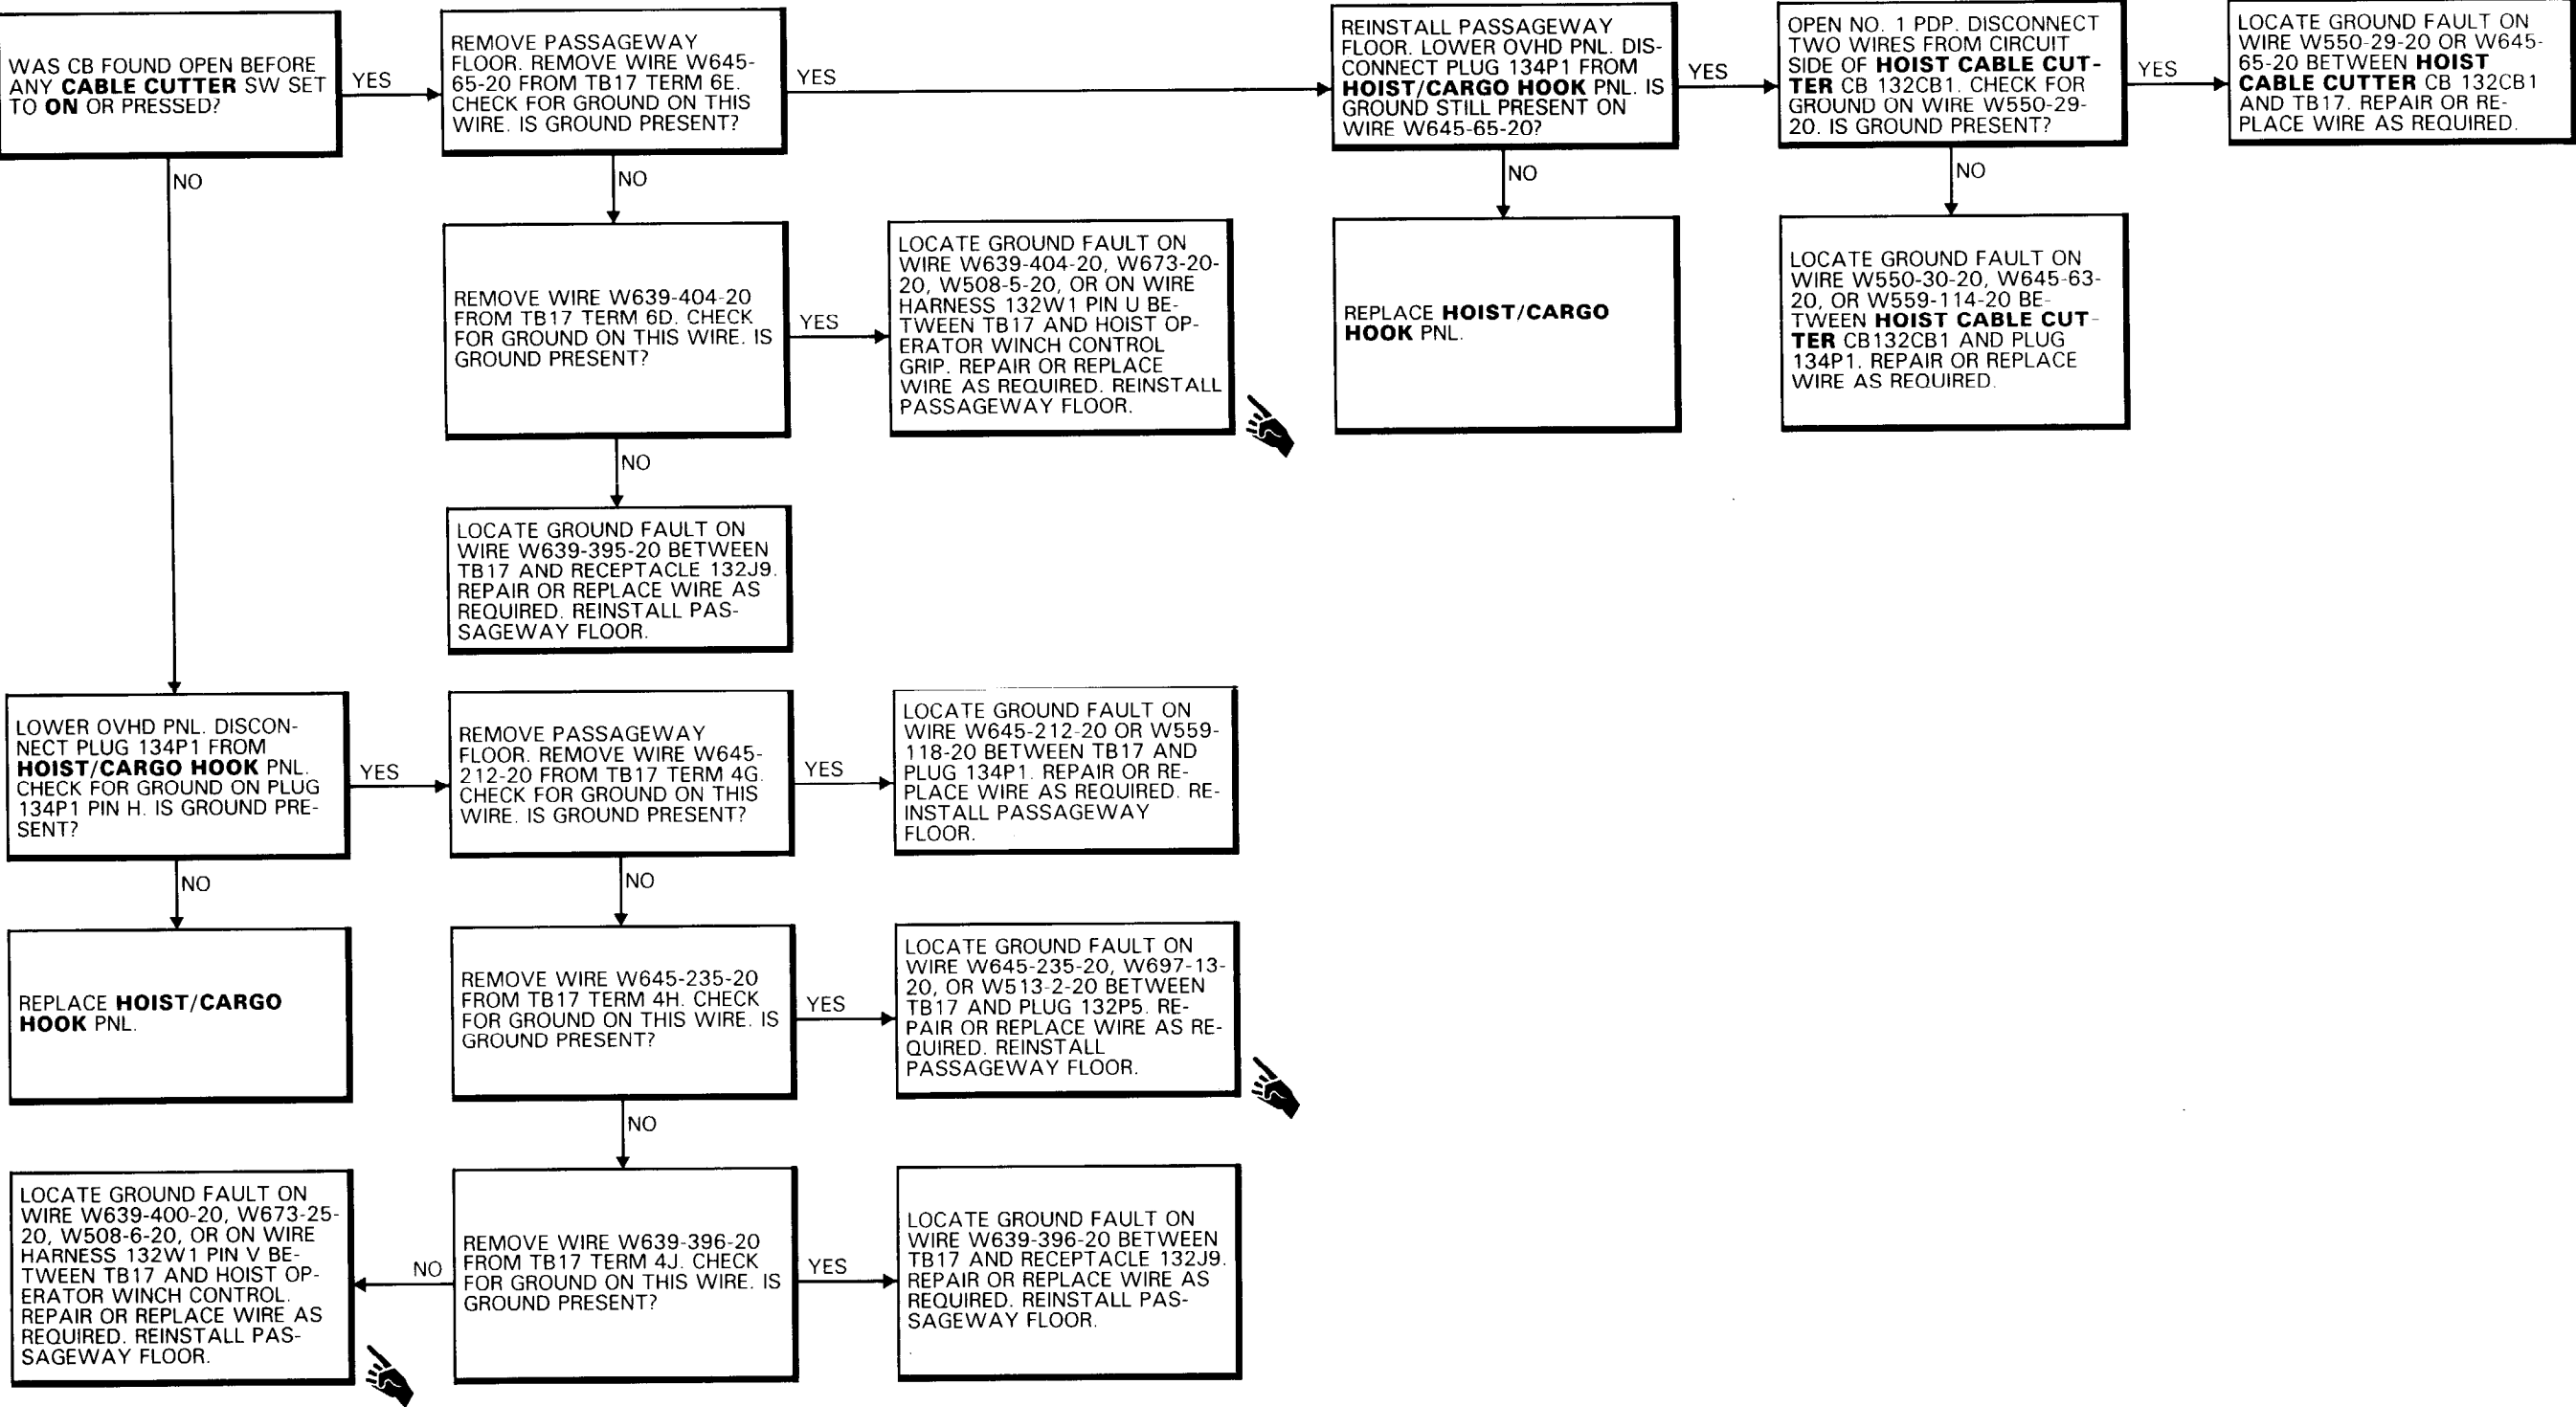 WAS CB FOUND OPEN BEFORE
ANY CABLE CUTTER SW SET
TO ON OR PRESSED?
YES
NO
REMOVE PASSAGEWAY
FLOOR. REMOVE WIRE W645-
65-20 FROM TB17 TERM 6E.
CHECK FOR GROUND ON THIS
WIRE. IS GROUND PRESENT?
YES
NO
REINSTALL PASSAGEWAY
FLOOR. LOWER OVHD PNL. DIS-
CONNECT PLUG 134P1 FROM
HOIST/CARGO HOOK PNL. IS
GROUND STILL PRESENT ON
WIRE W645-65-20?
YES
NO
OPEN NO. 1 PDP. DISCONNECT
TWO WIRES FROM CIRCUIT
SIDE OF HOIST CABLE CUT-
TER CB 132CB1. CHECK FOR
GROUND ON WIRE W550-29-
20. IS GROUND PRESENT?
YES
NO
LOCATE GROUND FAULT ON
WIRE W550-29-20 OR W645-
65-20 BETWEEN HOIST
CABLE CUTTER CB 132CB1
AND TB17. REPAIR OR RE-
PLACE WIRE AS REQUIRED.
REMOVE WIRE W639-404-20
FROM TB17 TERM 6D. CHECK
FOR GROUND ON THIS WIRE. IS
GROUND PRESENT?
YES
NO
LOCATE GROUND FAULT ON
WIRE W639-404-20, W673-20-
20, W508-5-20, OR ON WIRE
HARNESS 132W1 PIN U BE-
TWEEN TB17 AND HOIST OP-
ERATOR WINCH CONTROL
GRIP. REPAIR OR REPLACE
WIRE AS REQUIRED. REINSTALL
PASSAGEWAY FLOOR.
REPLACE HOIST/CARGO
HOOK PNL.
LOCATE GROUND FAULT ON
WIRE W550-30-20, W645-63-
20, OR W559-114-20 BE-
TWEEN HOIST CABLE CUT-
TER CB132CB1 AND PLUG
134P1. REPAIR OR REPLACE
WIRE AS REQUIRED.
LOCATE GROUND FAULT ON
WIRE W639-395-20 BETWEEN
TB17 AND RECEPTACLE 132J9.
REPAIR OR REPLACE WIRE AS
REQUIRED. REINSTALL PAS-
SAGEWAY FLOOR.
LOWER OVHD PNL. DISCON-
NECT PLUG 134P1 FROM
HOIST/CARGO HOOK PNL.
CHECK FOR GROUND ON PLUG
134P1 PIN H. IS GROUND PRE-
SENT?
YES
NO
REMOVE PASSAGEWAY
FLOOR. REMOVE WIRE W645-
212-20 FROM TB17 TERM 4G.
CHECK FOR GROUND ON THIS
WIRE. IS GROUND PRESENT?
YES
NO
LOCATE GROUND FAULT ON
WIRE W645-212-20 OR W559-
118-20 BETWEEN TB17 AND
PLUG 134P1. REPAIR OR RE-
PLACE WIRE AS REQUIRED. RE-
INSTALL PASSAGEWAY
FLOOR.
REPLACE HOIST/CARGO
HOOK PNL.
REMOVE WIRE W645-235-20
FROM TB17 TERM 4H. CHECK
FOR GROUND ON THIS WIRE. IS
GROUND PRESENT?
YES
NO
LOCATE GROUND FAULT ON
WIRE W645-235-20, W697-13-
20, OR W513-2-20 BETWEEN
TB17 AND PLUG 132P5. RE-
PAIR OR REPLACE WIRE AS RE-
QUIRED. REINSTALL
PASSAGEWAY FLOOR.
LOCATE GROUND FAULT ON
WIRE W639-400-20, W673-25-
20, W508-6-20, OR ON WIRE
HARNESS 132W1 PIN V BE-
TWEEN TB17 AND HOIST OP-
ERATOR WINCH CONTROL.
REPAIR OR REPLACE WIRE AS
REQUIRED. REINSTALL PAS-
SAGEWAY FLOOR.
NO
REMOVE WIRE W639-396-20
FROM TB17 TERM 4J. CHECK
FOR GROUND ON THIS WIRE. IS
GROUND PRESENT?
YES
LOCATE GROUND FAULT ON
WIRE W639-396-20 BETWEEN
TB17 AND RECEPTACLE 132J9.
REPAIR OR REPLACE WIRE AS
REQUIRED. REINSTALL PAS-
SAGEWAY FLOOR.